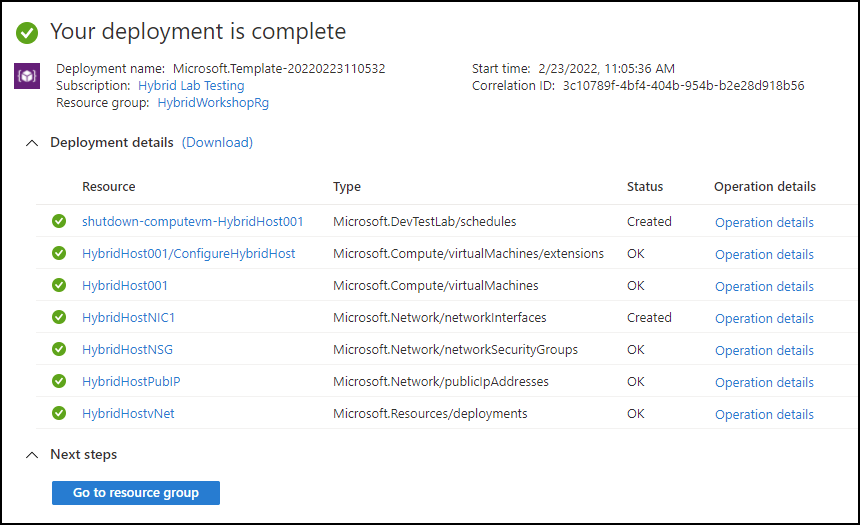 Your deployment is complete
Deployment name: Microsoft.Template-20220223110532 Start time: 2/23/2022, 11:05:36 AM
Subscription: Hybrid Lab Testing Correlation ID: 3c10789f-4bf4-404b-954b-b2e28d918b56
Resource group: HybridWorkshopRg
Deployment details (Download)
Resource Type Status Operation details
shutdown-computevm-HybridHost001 Microsoft.DevTestLab/schedules Created Operation details
HybridHost001/ConfigureHybridHost Microsoft.Compute/virtualMachines/extensions OK Operation details
HybridHost001 Microsoft.Compute/virtualMachines OK Operation details
HybridHostNIC1 Microsoft.Network/networkInterfaces Created Operation details
HybridHostNSG Microsoft.Network/networkSecurityGroups OK Operation details
HybridHostPubIP Microsoft.Network/publicIpAddresses OK Operation details
HybridHostvNet Microsoft.Resources/deployments OK Operation details
Next steps
Go to resource group